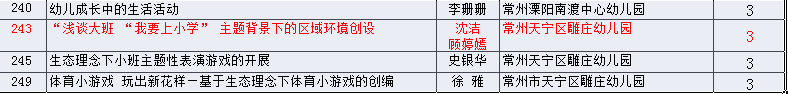 240 幼儿成长中的生活活动 李珊珊 常州溧阳南渡中心幼儿园 3
243 “浅谈大班 “我要上小学” 主题背景下的区域环境创设 沈洁 常州天宁区雕庄幼儿园 3
顾婷嫣
245 生态理念下小班主题性表演游戏的开展 史银华 常州天宁区雕庄幼儿园 3
249 体育小游戏 玩出新花样—基于生态理念下体育小游戏的创编 徐 雅 常州市天宁区雕庄幼儿园 3